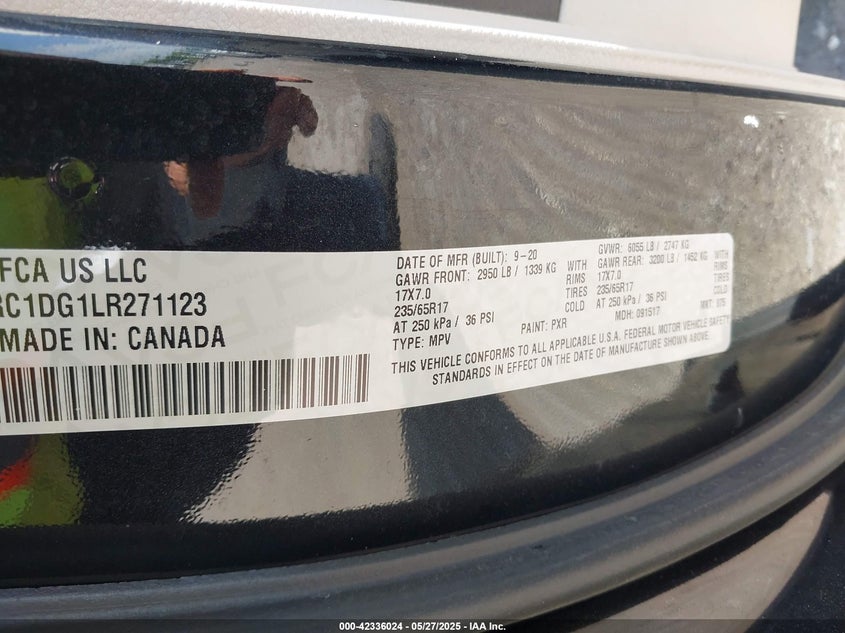 FCA US LLC
RC1DG1LR271123
MADE IN: CANADA
DATE OF MFR (BUILT): 9-20 GVWR: 6055 LB / 2747 KG
GAWR FRONT: 2950 LB / 1339 KG WITH GAWR REAR: 3200 LB / 1452 KG WITH
17X7.0 RIMS 17X7.0 RIMS
235/65R17 TIRES 235/65R17 TIRES
AT 250 kPa / 36 PSI COLD AT 250 kPa / 36 PSI COLD
TYPE: MPV PAINT: PXR MDH: 091517 MKT: 975
THIS VEHICLE CONFORMS TO ALL APPLICABLE U.S.A. FEDERAL MOTOR VEHICLE SAFETY
STANDARDS IN EFFECT ON THE DATE OF MANUFACTURE SHOWN ABOVE.
000-42336024 — 05/27/2025 — IAA Inc.